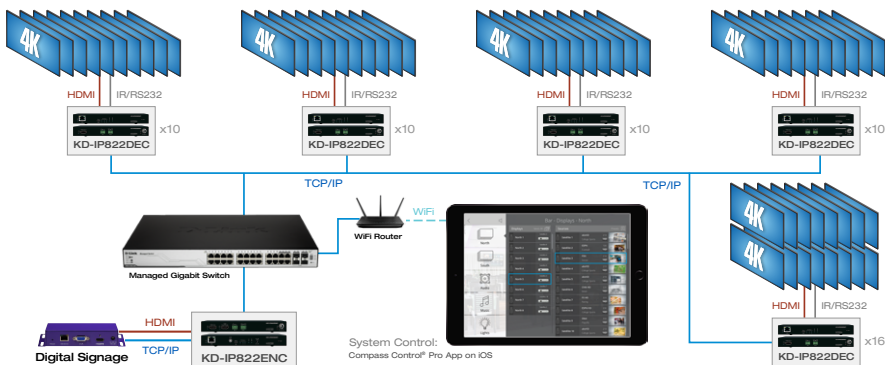 4K 4K 4K 4K
HDMI IR/RS232 HDMI IR/RS232 HDMI IR/RS232 HDMI IR/RS232
x10 x10 x10 x10
KD-IP822DEC KD-IP822DEC KD-IP822DEC KD-IP822DEC
TCP/IP TCP/IP
WiFi
WiFi Router
Bar - Displays - North
4K
4K
Managed Gigabit Switch
HDMI IR/RS232
HDMI
x16
TCP/IP
Digital Signage
KD-IP822ENC
System Control:
Compass Control® Pro App on iOS
KD-IP822DEC